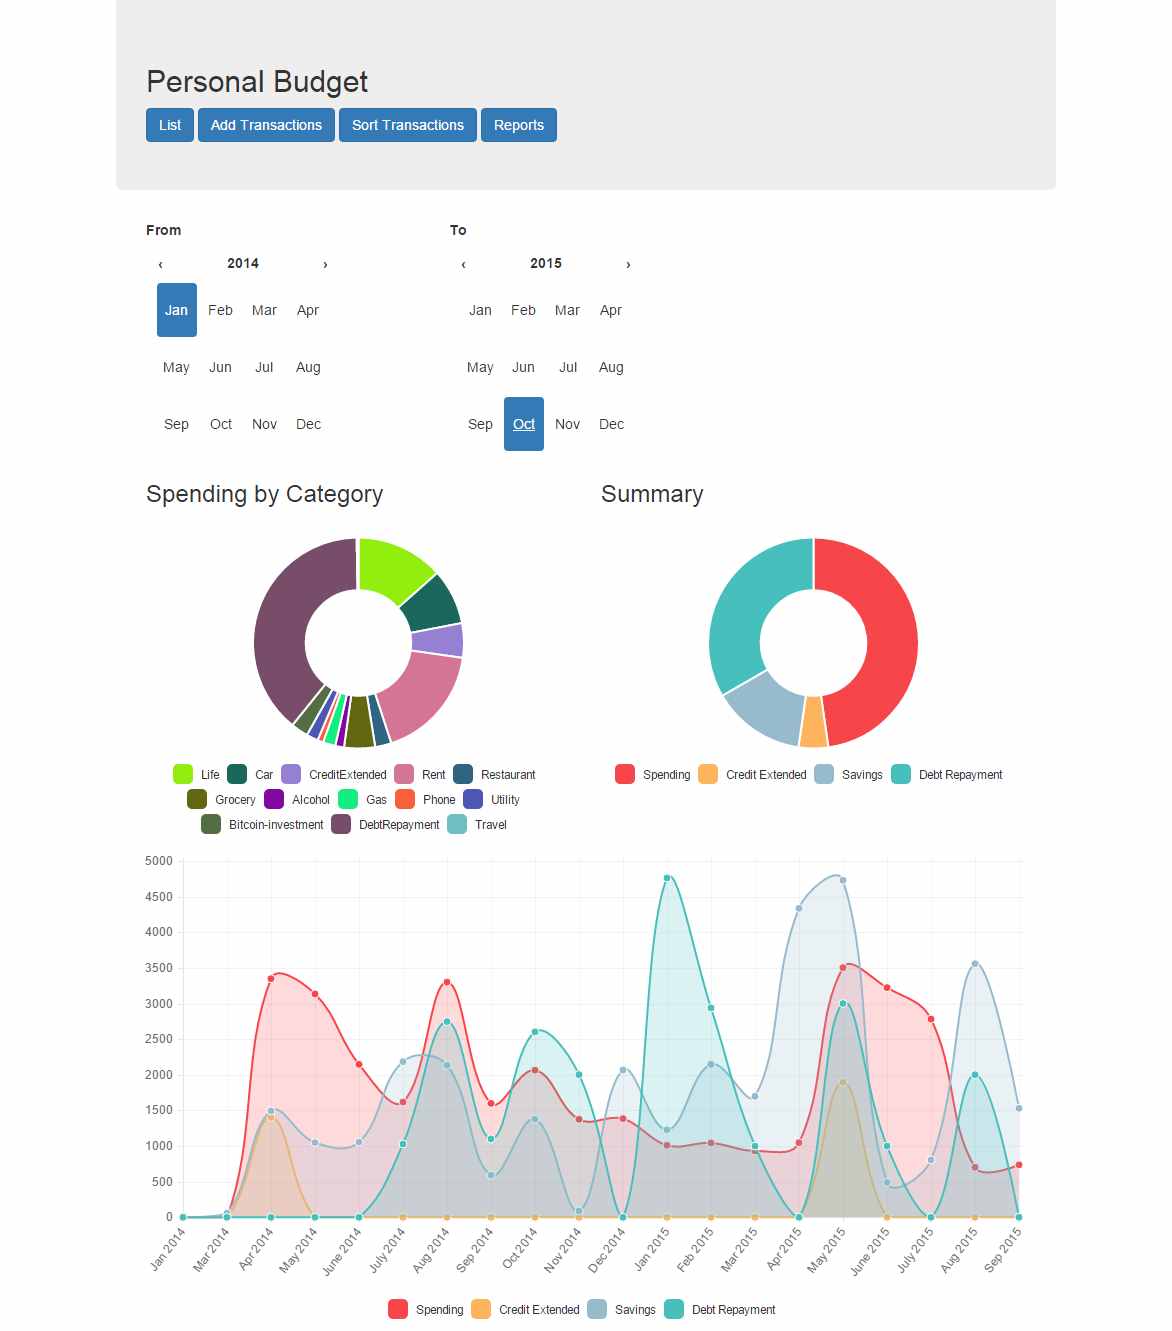 Personal Budget
List Add Transactions Sort Transactions Reports
From To
‹ 2014 › ‹ 2015 ›
Jan Feb Mar Apr Jan Feb Mar Apr
May Jun Jul Aug May Jun Jul Aug
Sep Oct Nov Dec Sep Oct Nov Dec
Spending by Category Summary
Life Car CreditExtended Rent Restaurant
Grocery Alcohol Gas Phone Utility
Bitcoin-investment DebtRepayment Travel
Spending Credit Extended Savings Debt Repayment
5000
4500
4000
3500
3000
2500
2000
1500
1000
500
0
Jan 2014 Mar 2014 Apr 2014 May 2014 June 2014 July 2014 Aug 2014 Sep 2014 Oct 2014 Nov 2014 Dec 2014 Jan 2015 Feb 2015 Mar 2015 Apr 2015 May 2015 June 2015 July 2015 Aug 2015 Sep 2015
Spending Credit Extended Savings Debt Repayment